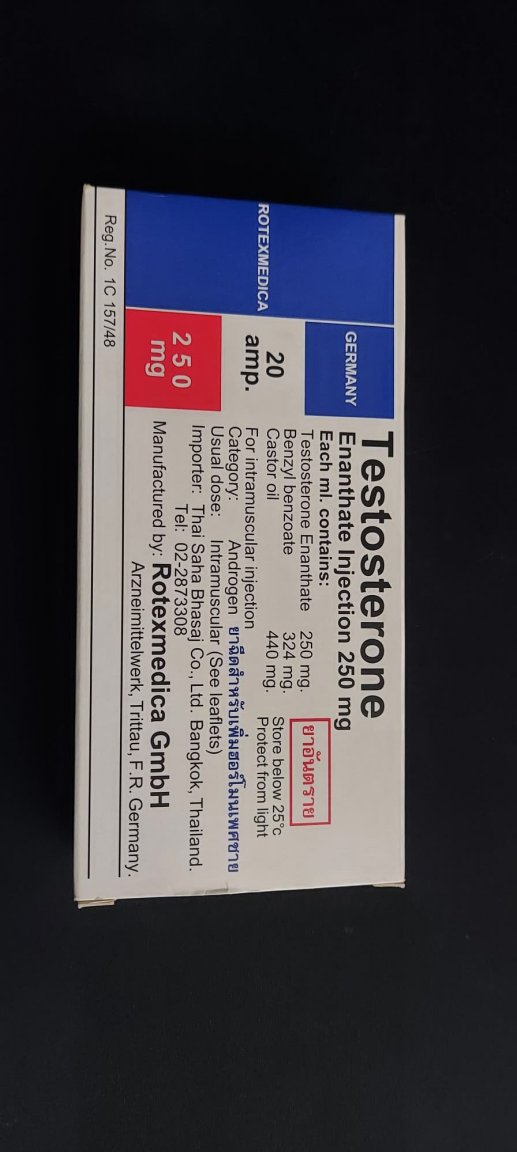 ROTEXMEDICA
GERMANY
20
amp.
250
mg
Testosterone
Enanthate Injection 250 mg
Each ml. contains:
Testosterone Enanthate 250 mg.
Benzyl benzoate 324 mg.
Castor oil 440 mg.
ยาอันตราย
Store below 25°c
Protect from light
For intramuscular injection
Category: Androgen ยาฉีดสำหรับเพิ่มฮอร์โมนเพศชาย
Usual dose: Intramuscular (See leaflets)
Importer: Thai Saha Bhasaj Co., Ltd. Bangkok, Thailand.
Tel: 02-2873308
Manufactured by: Rotexmedica GmbH
Arzneimittelwerk, Trittau, F.R. Germany.
Reg.No. 1C 157/48